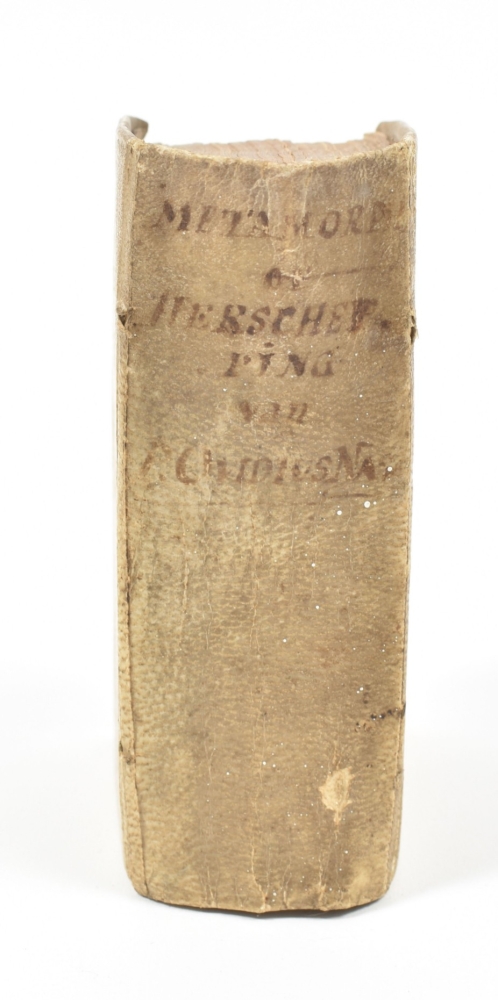 METAMORP
OF
HERSCHEP-
PING
van
P. OVIDIUS NA